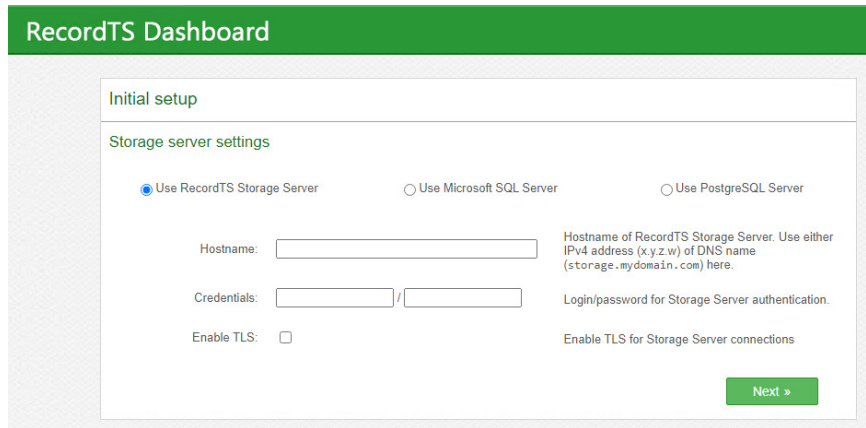 RecordTS Dashboard
Initial setup
Storage server settings
Use RecordTS Storage Server
Use Microsoft SQL Server
Use PostgreSQL Server
Hostname:
Hostname of RecordTS Storage Server. Use either
IPv4 address (x.y.z.w) of DNS name
(storage.mydomain.com) here.
Credentials:
/
Login/password for Storage Server authentication.
Enable TLS:
Enable TLS for Storage Server connections
Next »